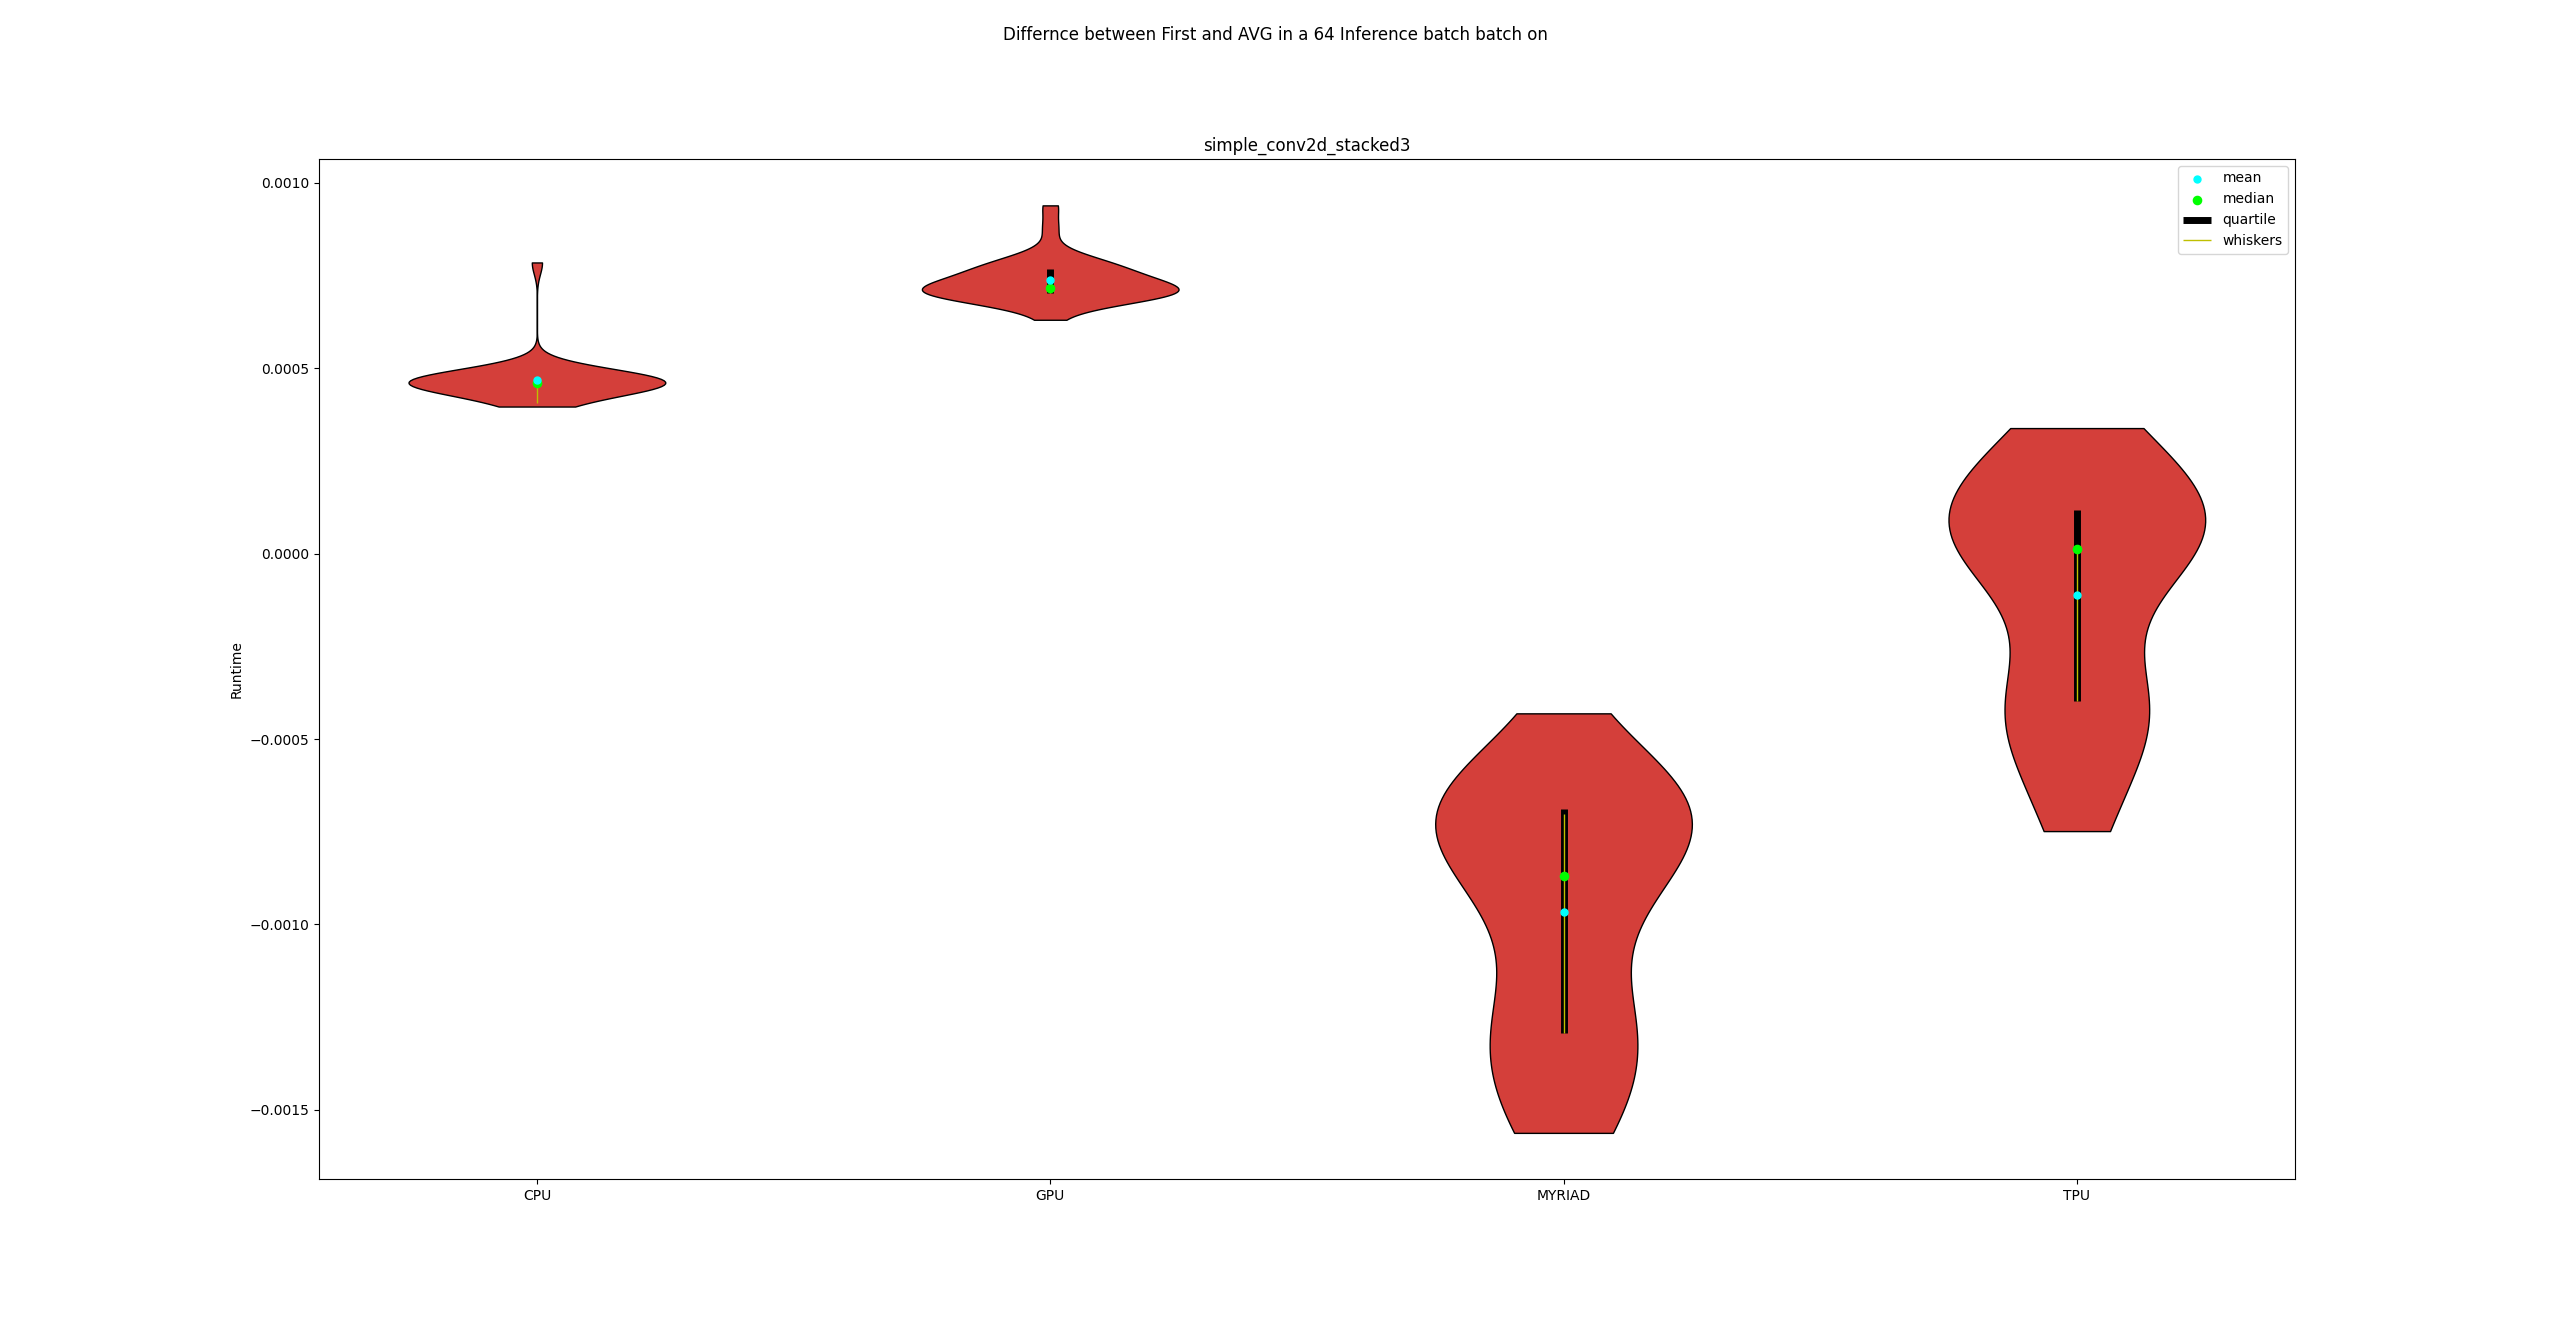 Differnce between First and AVG in a 64 Inference batch batch on
simple_conv2d_stacked3
mean
median
quartile
whiskers
0.0010
0.0005
0.0000
−0.0005
−0.0010
−0.0015
Runtime
CPU GPU MYRIAD TPU